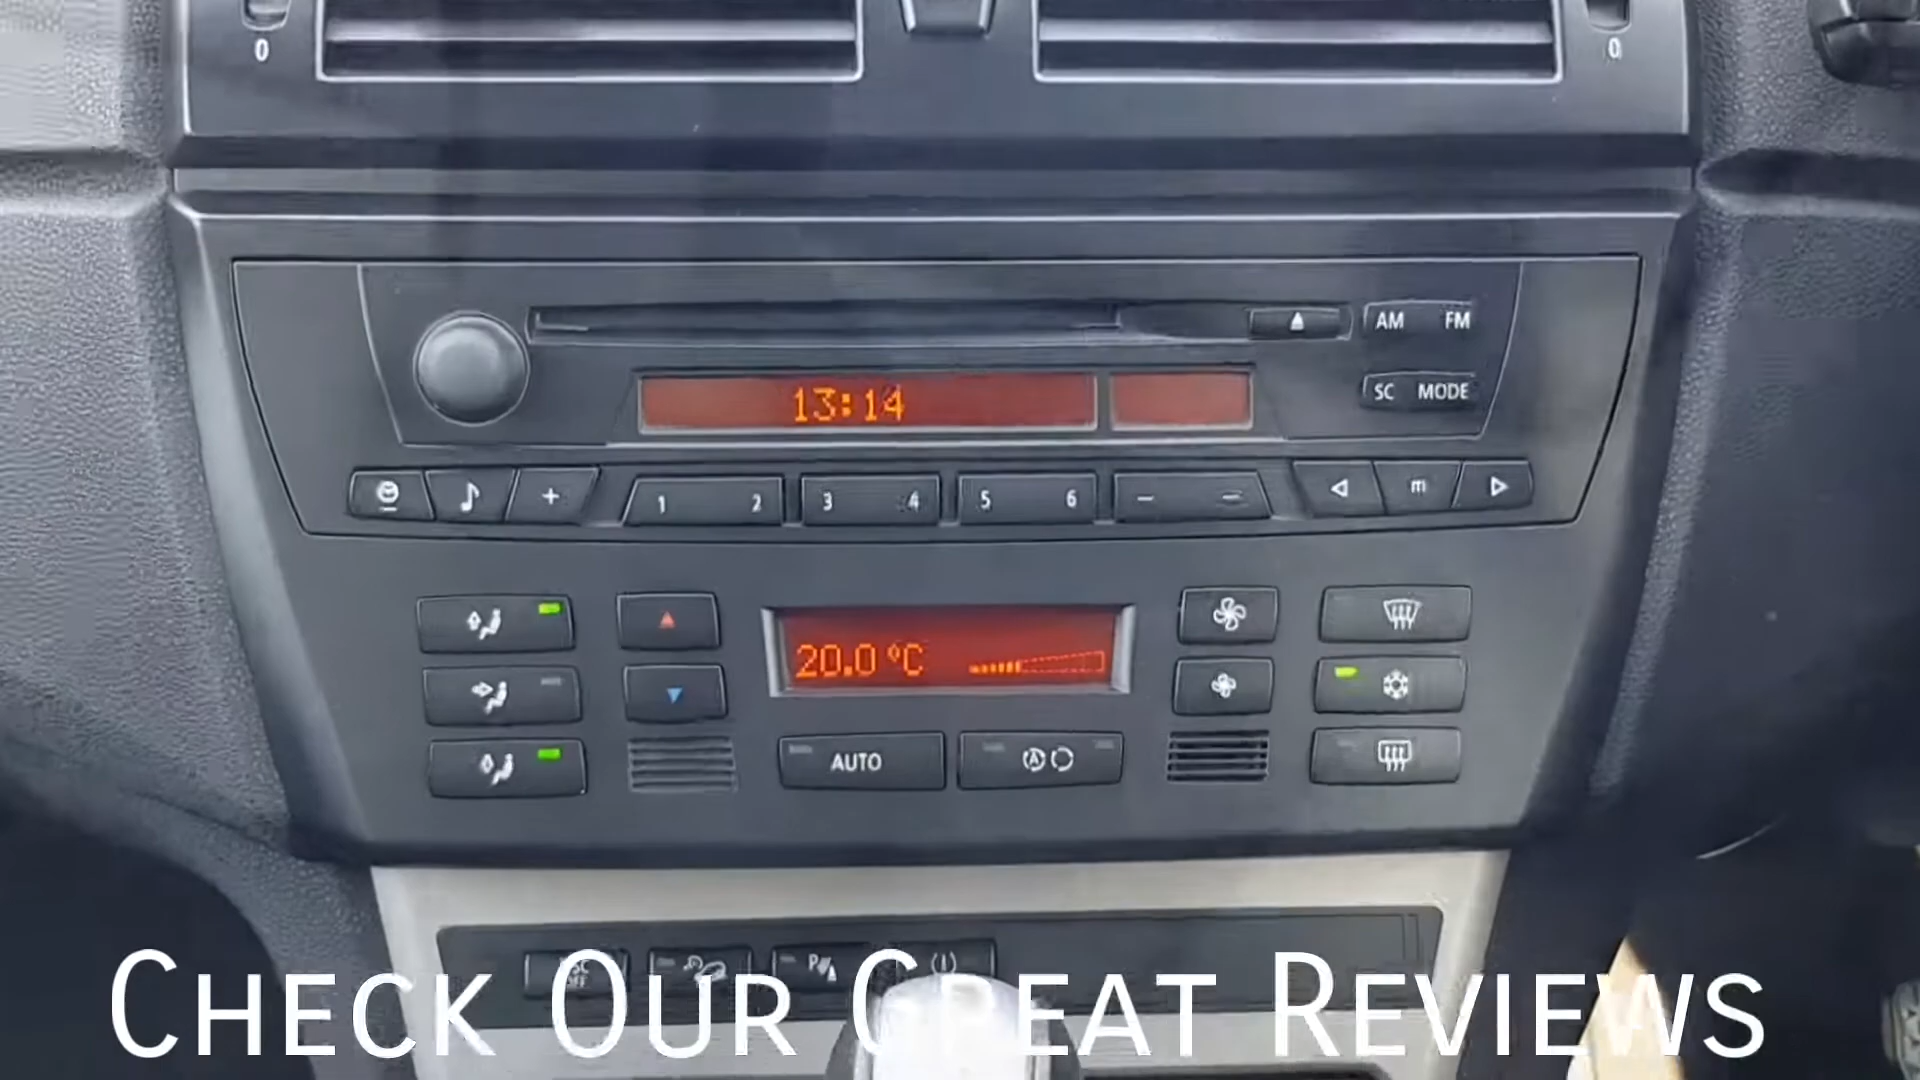 0 0
AM FM
13:14
SC MODE
+ 1 2 3 4 5 6 — — m
20.0 °C
AUTO A
P
CHECK OUR GREAT REVIEWS